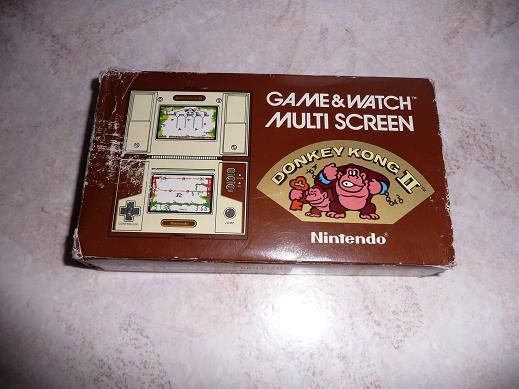 GAME&WATCH™
MULTI SCREEN
DONKEY KONG II
Nintendo